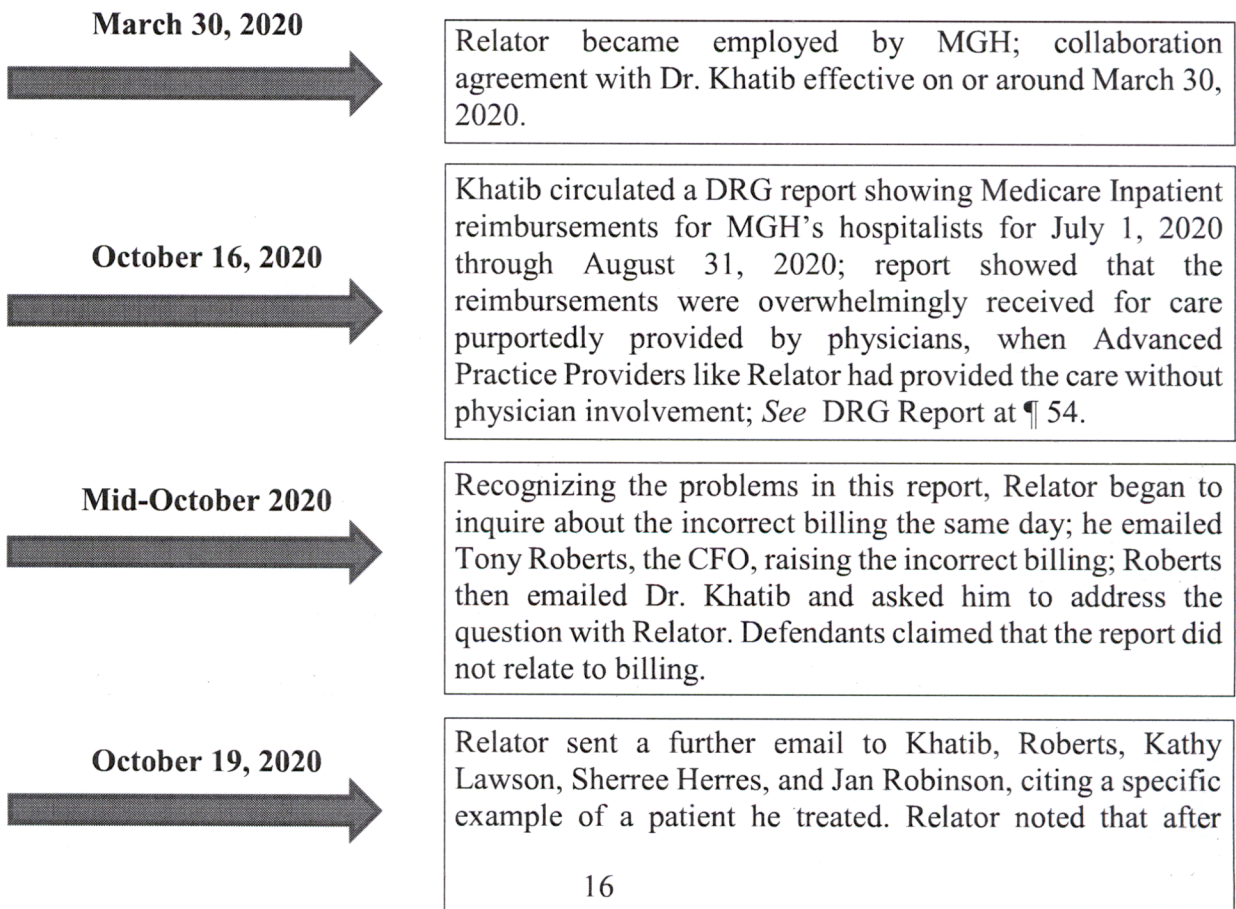 March 30, 2020
Relator became employed by MGH; collaboration
agreement with Dr. Khatib effective on or around March 30,
2020.
October 16, 2020
Khatib circulated a DRG report showing Medicare Inpatient
reimbursements for MGH's hospitalists for July 1, 2020
through August 31, 2020; report showed that the
reimbursements were overwhelmingly received for care
purportedly provided by physicians, when Advanced
Practice Providers like Relator had provided the care without
physician involvement; See DRG Report at ¶ 54.
Mid-October 2020
Recognizing the problems in this report, Relator began to
inquire about the incorrect billing the same day; he emailed
Tony Roberts, the CFO, raising the incorrect billing; Roberts
then emailed Dr. Khatib and asked him to address the
question with Relator. Defendants claimed that the report did
not relate to billing.
October 19, 2020
Relator sent a further email to Khatib, Roberts, Kathy
Lawson, Sherree Herres, and Jan Robinson, citing a specific
example of a patient he treated. Relator noted that after
16